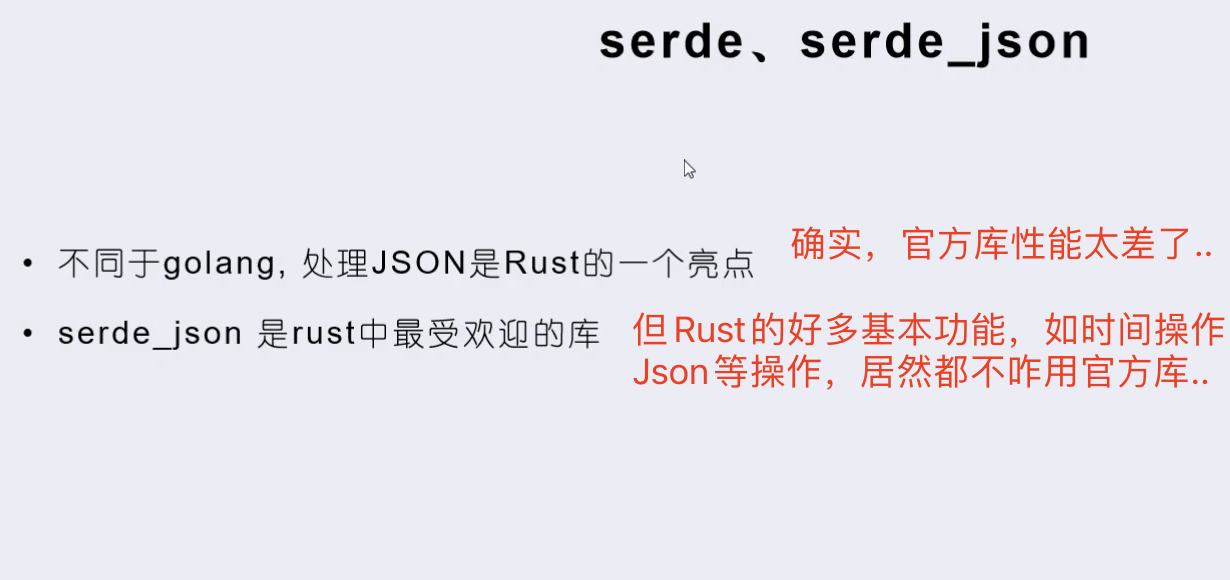 serde、serde_json
• 不同于golang, 处理JSON是Rust的一个亮点
确实，官方库性能太差了..
• serde_json 是rust中最受欢迎的库
但Rust的好多基本功能，如时间操作
Json等操作，居然都不咋用官方库..